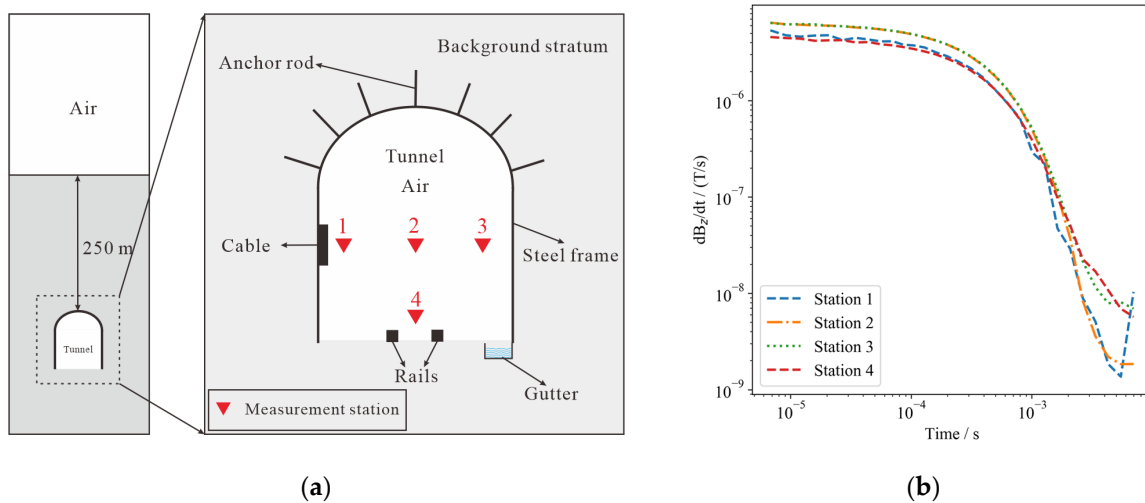 Air
250 m
Tunnel
Background stratum
Anchor rod
Tunnel
Air
1
2
3
Cable
Steel frame
4
Rails
Gutter
Measurement station
(a)
dB_z/dt / (T/s)
10⁻⁶
10⁻⁷
10⁻⁸
10⁻⁹
Station 1
Station 2
Station 3
Station 4
10⁻⁵
10⁻⁴
10⁻³
Time / s
(b)